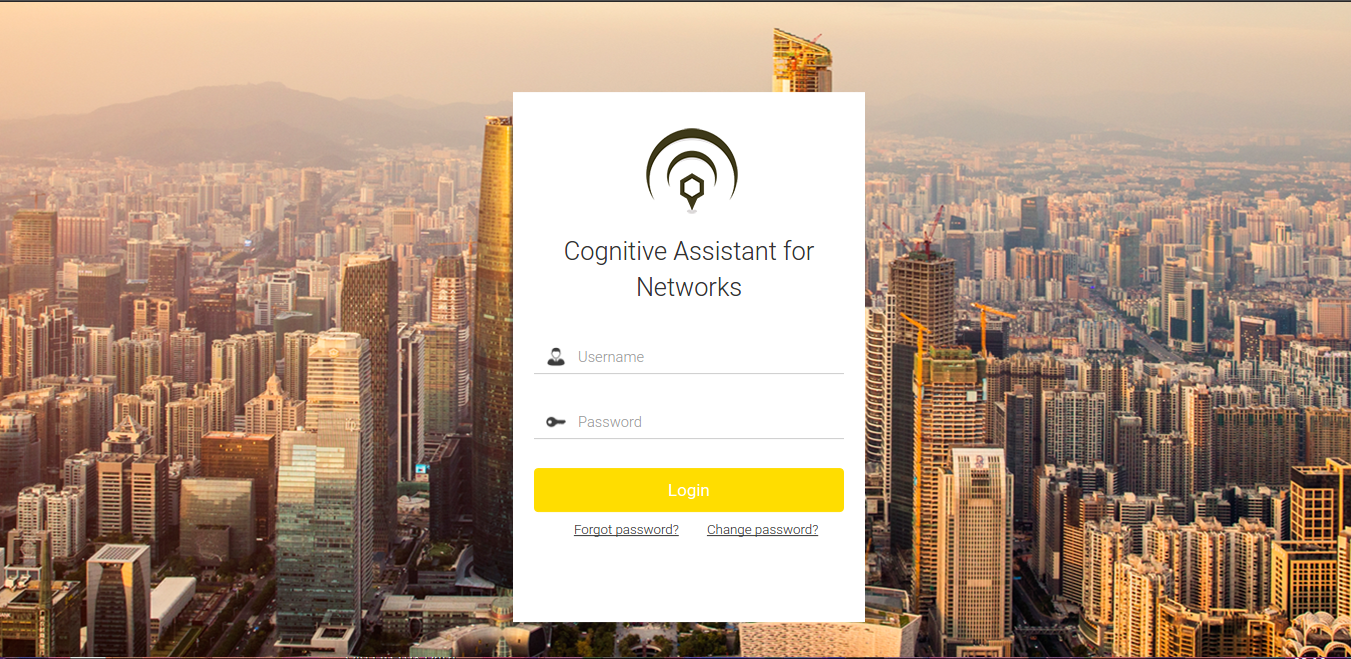 Cognitive Assistant for
Networks
Username
Password
Login
Forgot password? Change password?